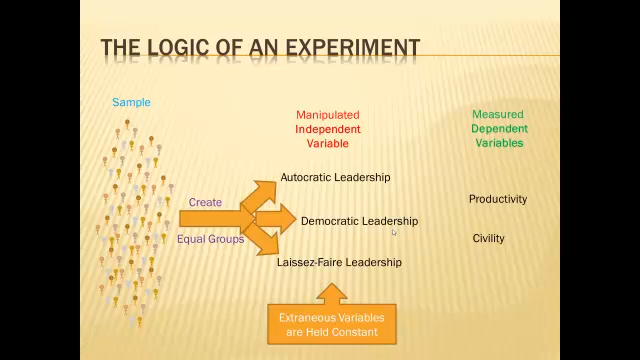 THE LOGIC OF AN EXPERIMENT
Sample
Manipulated
Independent
Variable
Measured
Dependent
Variables
Autocratic Leadership
Create
Equal Groups
Democratic Leadership
Laissez-Faire Leadership
Productivity
Civility
Extraneous Variables
are Held Constant